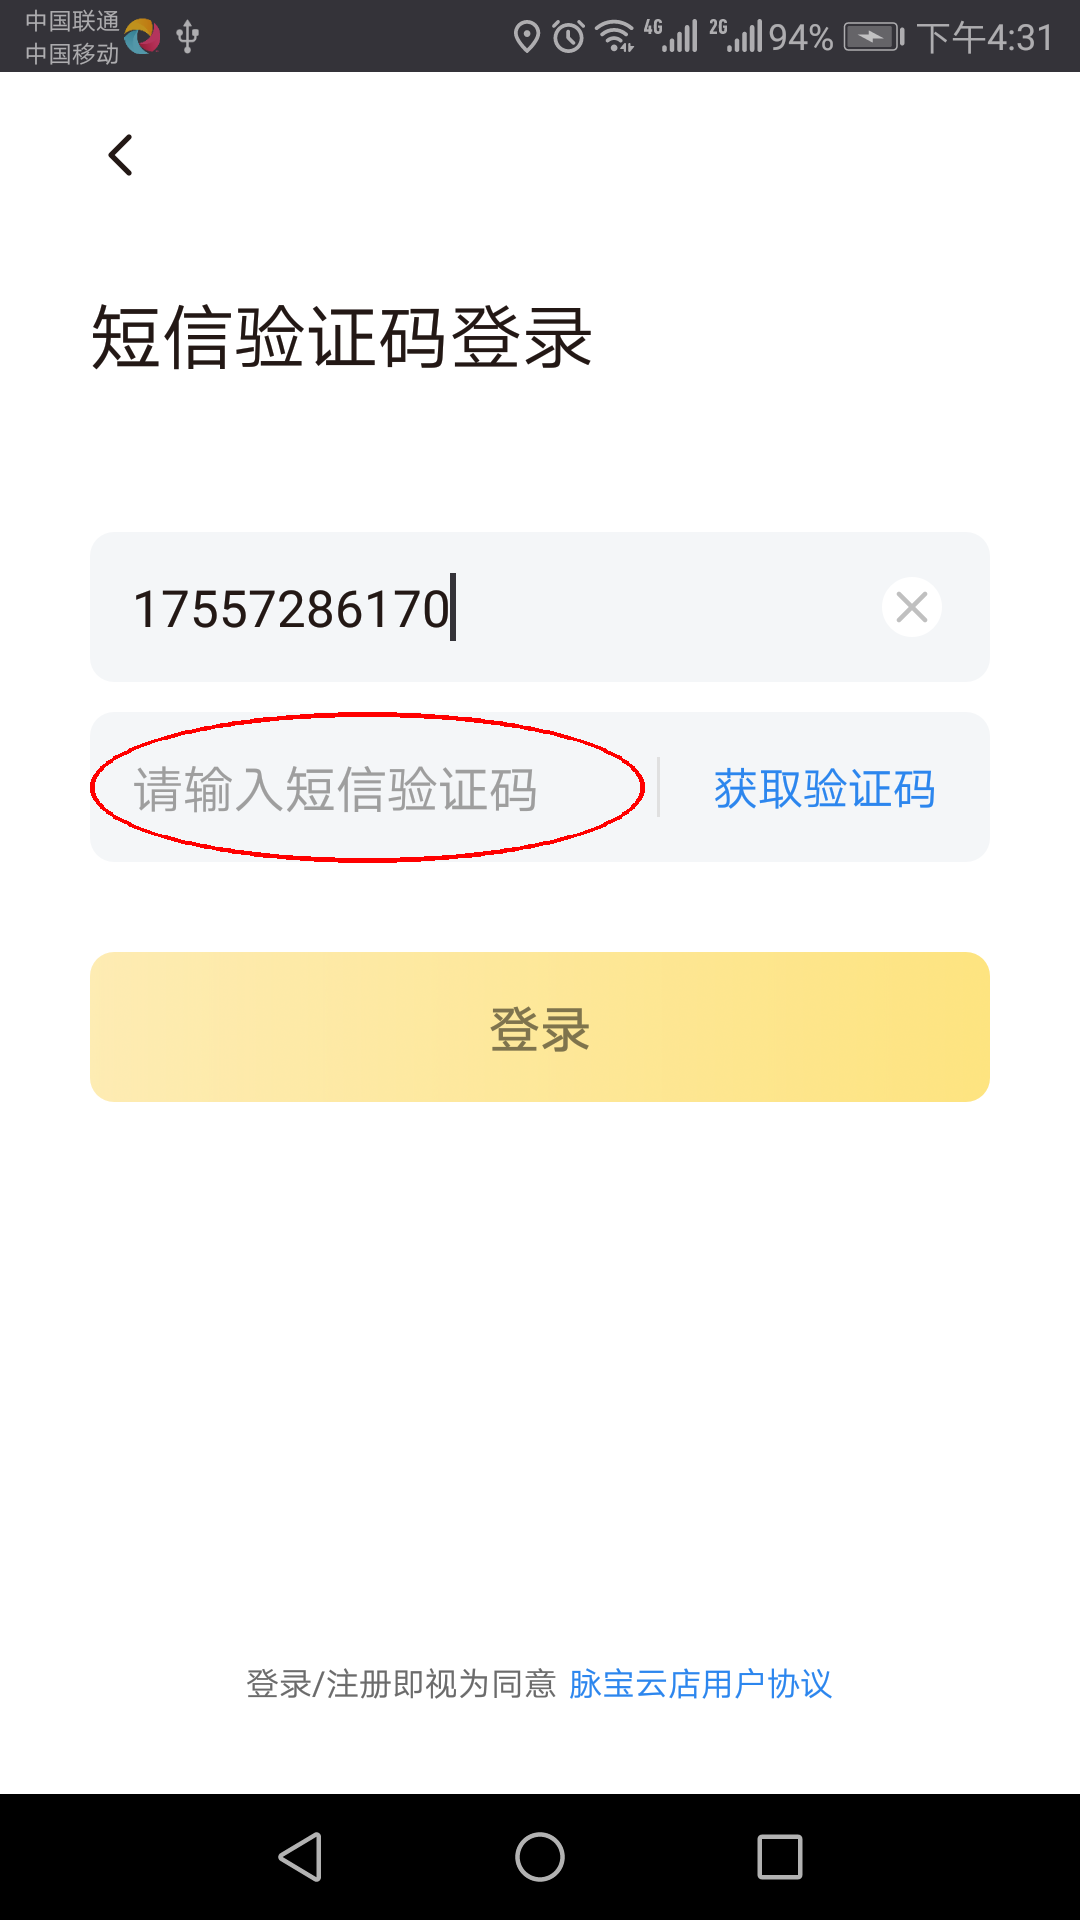 中国联通
中国移动
4G 2G 94% 下午4:31
短信验证码登录
17557286170
请输入短信验证码 获取验证码
登录
登录/注册即视为同意 脉宝云店用户协议